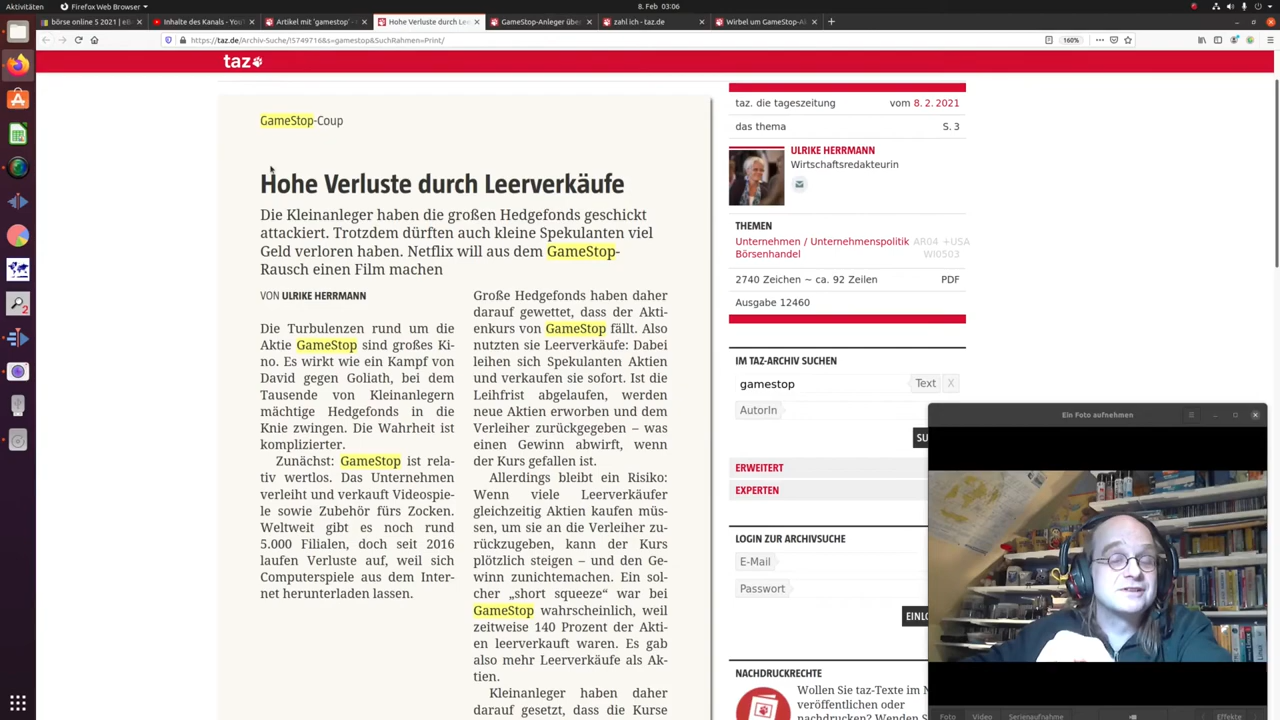 Aktivitäten
Firefox Web Browser
8. Feb 03:06
börse online S 2021 | eB
Inhalte des Kanals - You
Artikel mit 'gamestop' -
Hohe Verluste durch Lee
GameStop-Anleger über
zahl ich - taz.de
Wirbel um GameStop-A
https://taz.de/Archiv-Suche/!5749716&s=gamestop&SuchRahmen=Print/
160%
taz
GameStop-Coup
Hohe Verluste durch Leerverkäufe
Die Kleinanleger haben die großen Hedgefonds geschickt
attackiert. Trotzdem dürften auch kleine Spekulanten viel
Geld verloren haben. Netflix will aus dem GameStop-
Rausch einen Film machen
VON ULRIKE HERRMANN
Die Turbulenzen rund um die
Aktie GameStop sind großes Ki-
no. Es wirkt wie ein Kampf von
David gegen Goliath, bei dem
Tausende von Kleinanlegern
mächtige Hedgefonds in die
Knie zwingen. Die Wahrheit ist
komplizierter.
Zunächst: GameStop ist rela-
tiv wertlos. Das Unternehmen
verleiht und verkauft Videospie-
le sowie Zubehör fürs Zocken.
Weltweit gibt es noch rund
5.000 Filialen, doch seit 2016
laufen Verluste auf, weil sich
Computerspiele aus dem Inter-
net herunterladen lassen.
Große Hedgefonds haben daher
darauf gewettet, dass der Akti-
enkurs von GameStop fällt. Also
nutzten sie Leerverkäufe: Dabei
leihen sich Spekulanten Aktien
und verkaufen sie sofort. Ist die
Leihfrist abgelaufen, werden
neue Aktien erworben und dem
Verleiher zurückgegeben – was
einen Gewinn abwirft, wenn
der Kurs gefallen ist.
Allerdings bleibt ein Risiko:
Wenn viele Leerverkäufer
gleichzeitig Aktien kaufen müs-
sen, um sie an die Verleiher zu-
rückzugeben, kann der Kurs
plötzlich steigen – und den Ge-
winn zunichtemachen. Ein sol-
cher „short squeeze“ war bei
GameStop wahrscheinlich, weil
zeitweise 140 Prozent der Akti-
en leerverkauft waren. Es gab
also mehr Leerverkäufe als Ak-
tien.
Kleinanleger haben daher
darauf gesetzt, dass die Kurse
taz. die tageszeitung vom 8. 2. 2021
das thema S. 3
ULRIKE HERRMANN
Wirtschaftsredakteurin
THEMEN
Unternehmen / Unternehmenspolitik AR04 +USA
Börsenhandel WI0503
2740 Zeichen ~ ca. 92 Zeilen PDF
Ausgabe 12460
IM TAZ-ARCHIV SUCHEN
gamestop Text X
AutorIn
SU
ERWEITERT
EXPERTEN
LOGIN ZUR ARCHIVSUCHE
E-Mail
Passwort
EINL
NACHDRUCKRECHTE
Wollen Sie taz-Texte im N
veröffentlichen oder
nachdrucken? Wenden S
Ein Foto aufnehmen
Foto Video Serienaufnahme Effekte